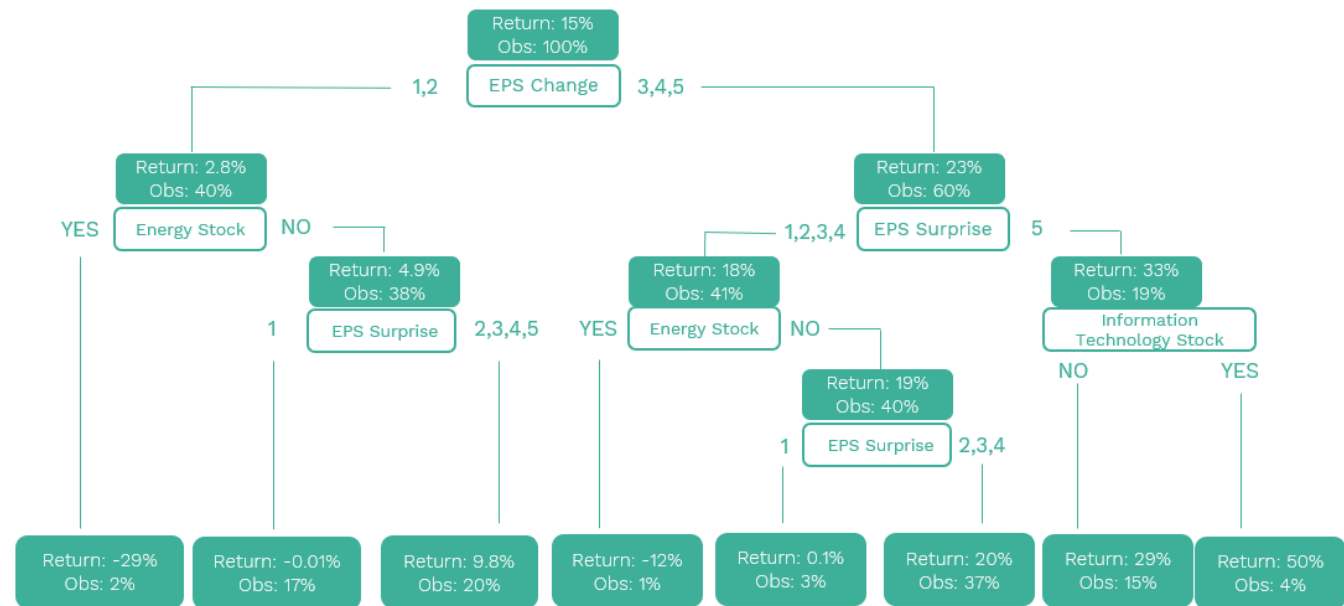 Return: 15%
Obs: 100%
1,2
EPS Change
3,4,5
Return: 2.8%
Obs: 40%
Return: 23%
Obs: 60%
YES
Energy Stock
NO
1,2,3,4
EPS Surprise
5
Return: 4.9%
Obs: 38%
Return: 18%
Obs: 41%
Return: 33%
Obs: 19%
1
EPS Surprise
2,3,4,5
YES
Energy Stock
NO
Information
Technology Stock
NO
YES
Return: 19%
Obs: 40%
1
EPS Surprise
2,3,4
Return: -29%
Obs: 2%
Return: -0.01%
Obs: 17%
Return: 9.8%
Obs: 20%
Return: -12%
Obs: 1%
Return: 0.1%
Obs: 3%
Return: 20%
Obs: 37%
Return: 29%
Obs: 15%
Return: 50%
Obs: 4%